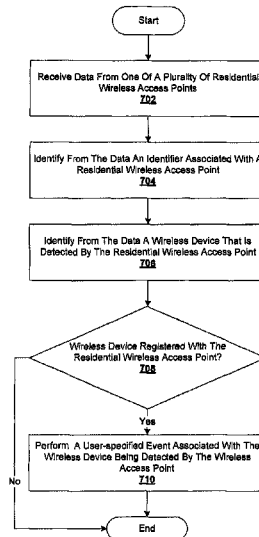 Start
Receive Data From One Of A Plurality Of Residential
Wireless Access Points
702
Identify From The Data An Identifier Associated With A
Residential Wireless Access Point
704
Identify From The Data A Wireless Device That Is
Detected By The Residential Wireless Access Point
706
Wireless Device Registered With The
Residential Wireless Access Point?
708
Yes
Perform A User-specified Event Associated With The
Wireless Device Being Detected By The Wireless
Access Point
710
No
End